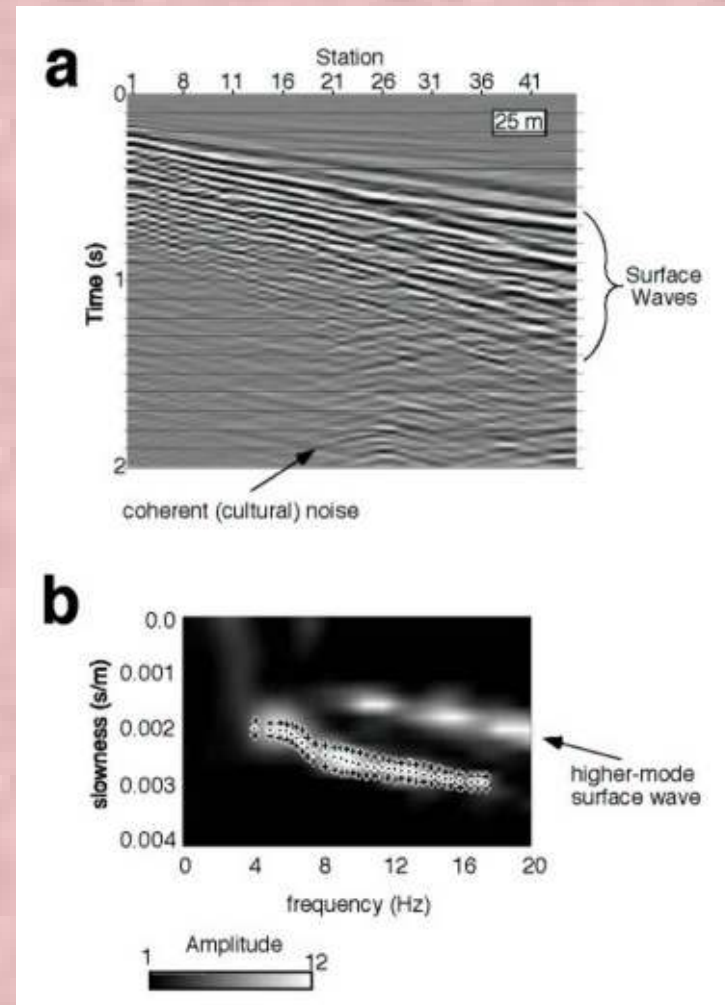 a
Station
1 8 11 16 21 26 31 36 41
0
25 m
Time (s)
1
Surface
Waves
2
coherent (cultural) noise
b
0.0
0.001
slowness (s/m)
0.002
0.003
higher-mode
surface wave
0.004
0 4 8 12 16 20
frequency (Hz)
Amplitude
1 12